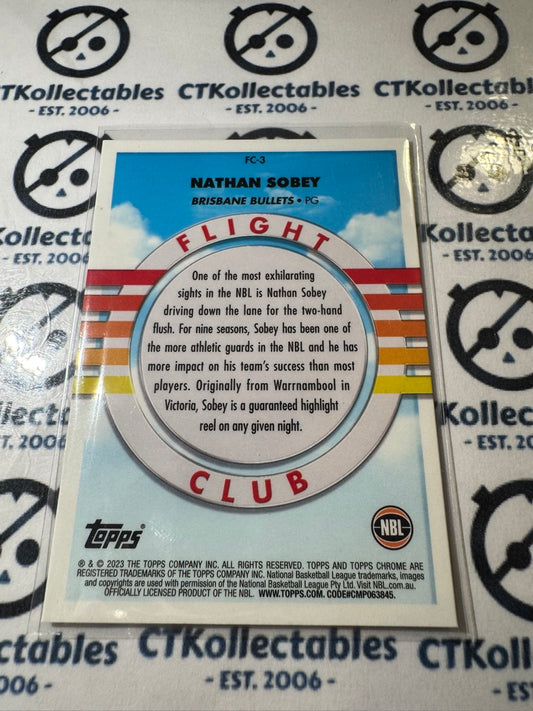 CTKollectables
- EST. 2006 -
CTKollectables
- EST. 2006 -
Kollectables
EST. 2006 -
FC-3
NATHAN SOBEY
BRISBANE BULLETS • PG
FLIGHT
One of the most exhilarating
sights in the NBL is Nathan Sobey
driving down the lane for the two-hand
flush. For nine seasons, Sobey has been one of
the more athletic guards in the NBL and he has
more impact on his team's success than most
players. Originally from Warrnambool in
Victoria, Sobey is a guaranteed highlight
reel on any given night.
CLUB
Topps
NBL
® & © 2023 THE TOPPS COMPANY INC. ALL RIGHTS RESERVED. TOPPS AND TOPPS CHROME ARE
REGISTERED TRADEMARKS OF THE TOPPS COMPANY INC. National Basketball League trademarks, images
and copyrights are used with permission of the National Basketball League Pty Ltd. Visit NBL.com.au.
OFFICIALLY LICENSED PRODUCT OF THE NBL. WWW.TOPPS.COM. CODE#CMP063845.
CTKollectables
- EST. 2006 -